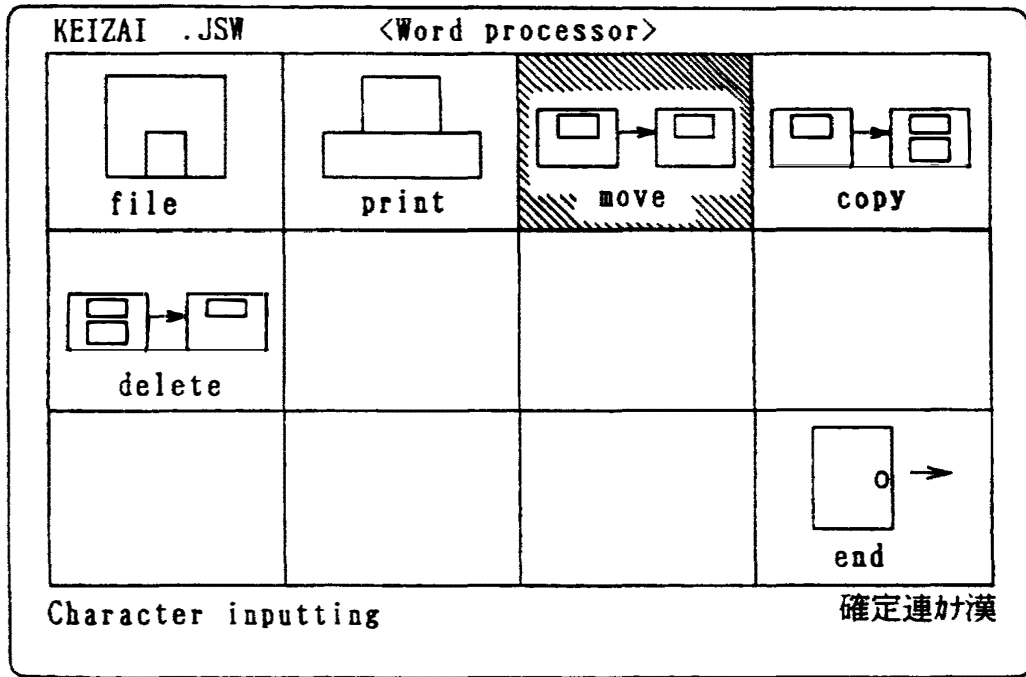 KEIZAI .JSW <Word processor>
file print move copy
delete
end
Character inputting 確定連カナ漢